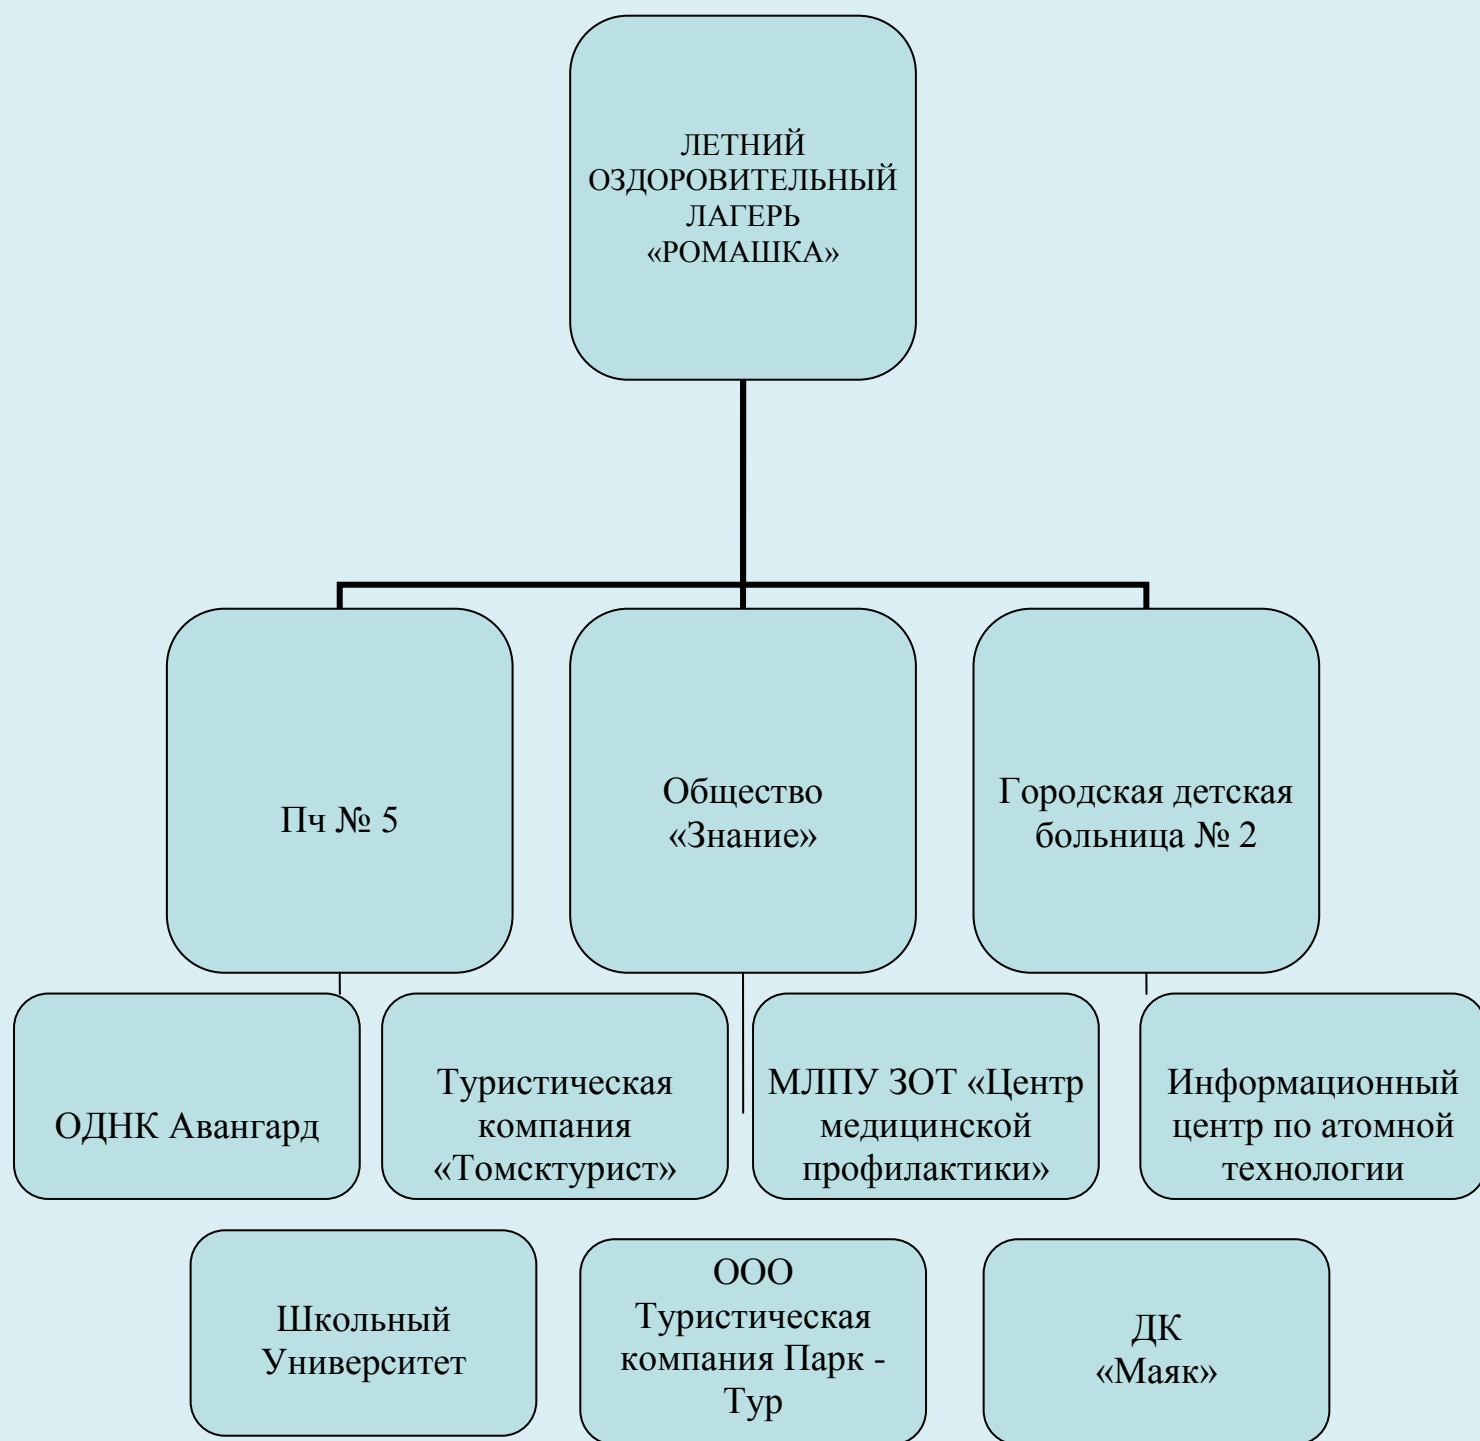 ЛЕТНИЙ
ОЗДОРОВИТЕЛЬНЫЙ
ЛАГЕРЬ
«РОМАШКА»
Пч № 5
Общество
«Знание»
Городская детская
больница № 2
ОДНК Авангард
Туристическая
компания
«Томсктурист»
МЛПУ ЗОТ «Центр
медицинской
профилактики»
Информационный
центр по атомной
технологии
Школьный
Университет
ООО
Туристическая
компания Парк -
Тур
ДК
«Маяк»